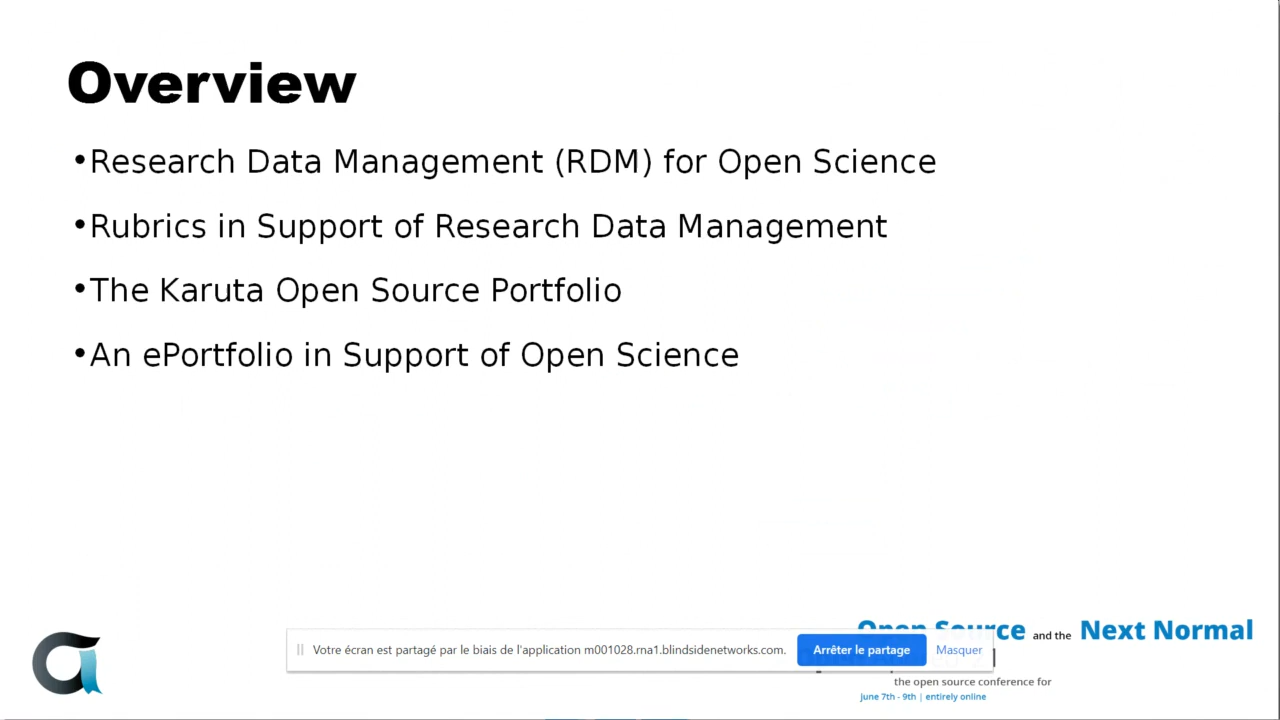 Overview
•Research Data Management (RDM) for Open Science
•Rubrics in Support of Research Data Management
•The Karuta Open Source Portfolio
•An ePortfolio in Support of Open Science
Open Source and the Next Normal
Votre écran est partagé par le biais de l'application m001028.rna1.blindsidenetworks.com. Arrêter le partage Masquer
the open source conference for
June 7th - 9th | entirely online